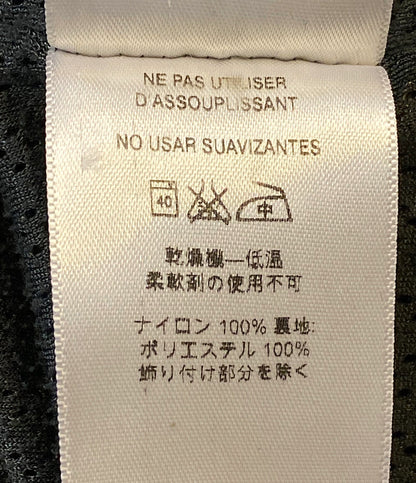 NE PAS UTILISER
D'ASSOUPLISSANT
NO USAR SUAVIZANTES
40 中
乾燥機—低温
柔軟剤の使用不可
ナイロン 100% 裏地:
ポリエステル 100%
飾り付け部分を除く